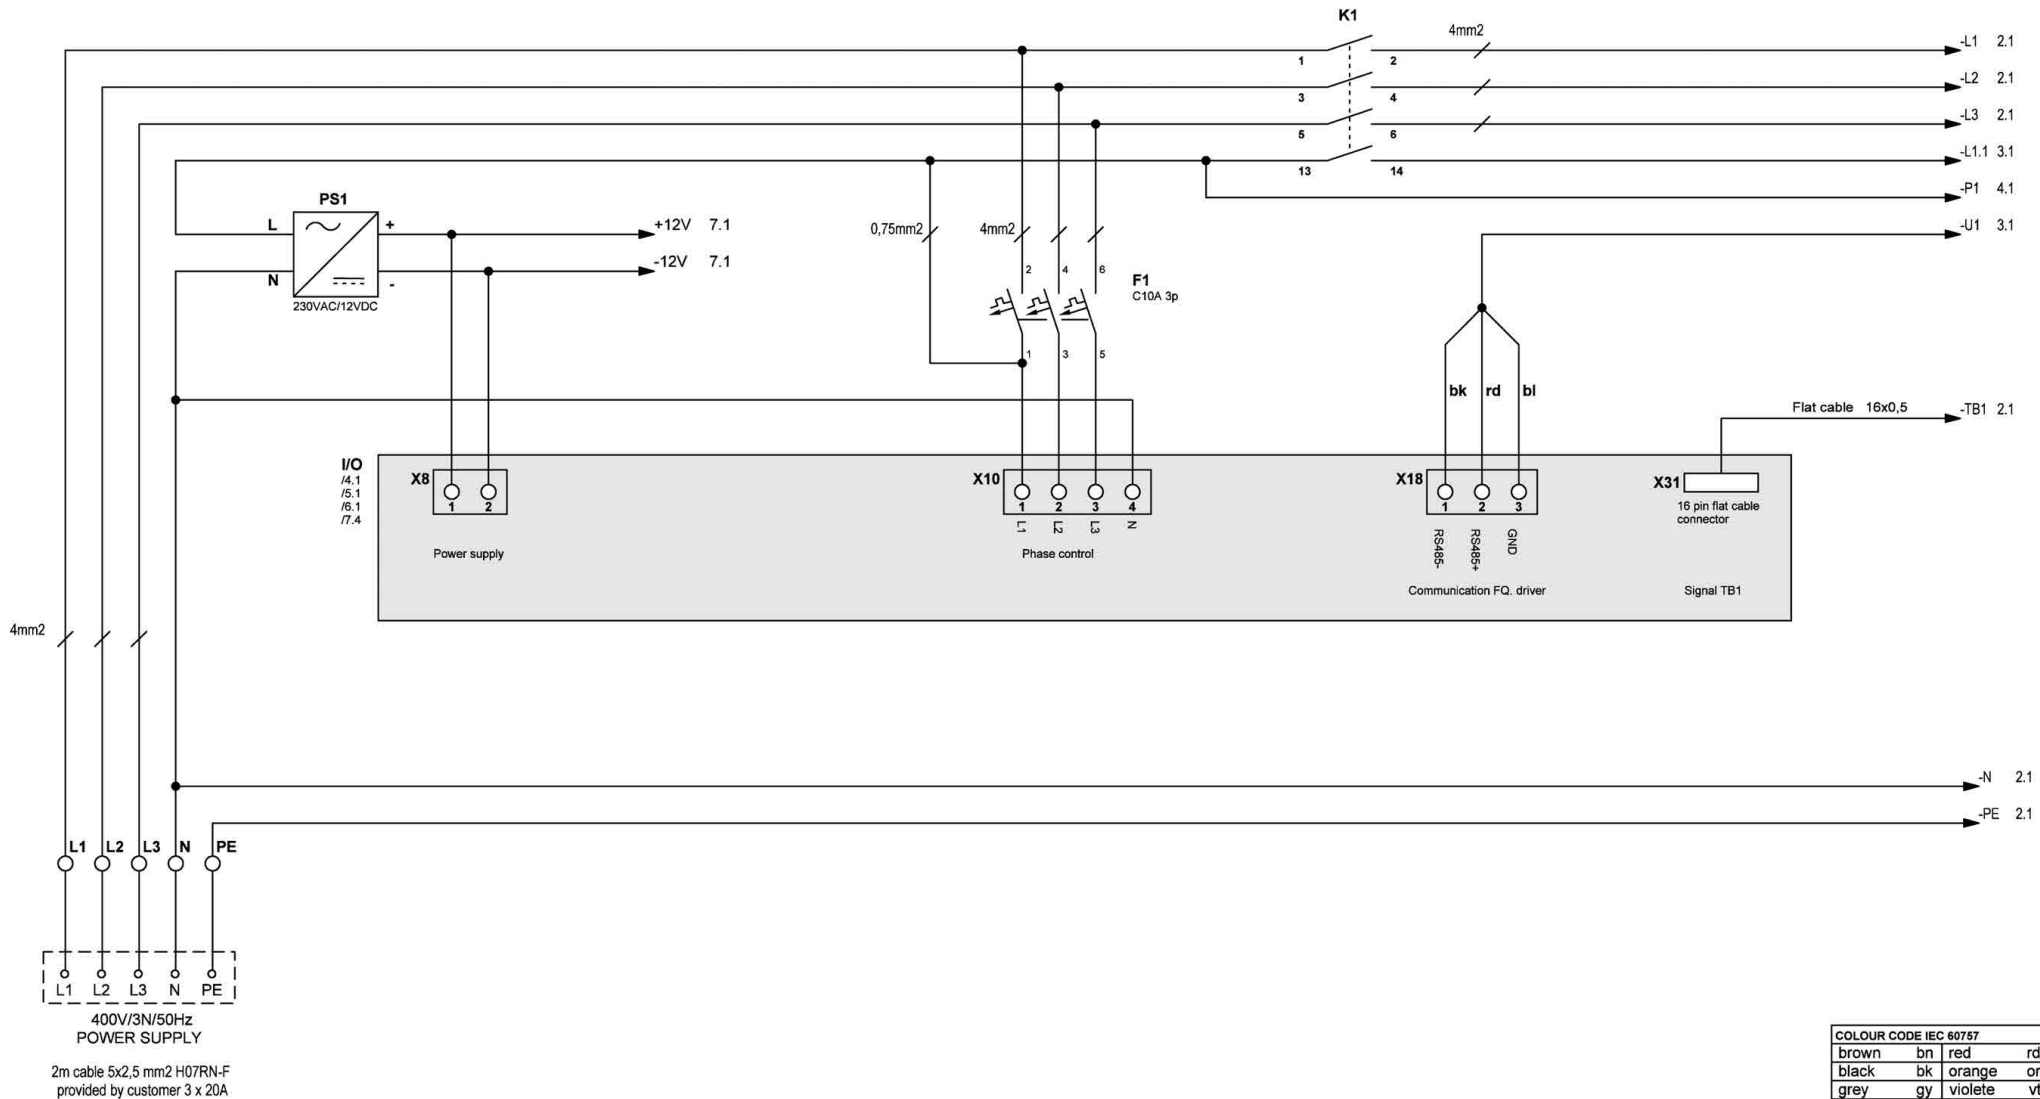 K1
4mm2
-L1 2.1
1 2
-L2 2.1
3 4
-L3 2.1
5 6
-L1.1 3.1
13 14
-P1 4.1
PS1
L + +12V 7.1
0,75mm2 4mm2
-U1 3.1
N - -12V 7.1
230VAC/12VDC
2 4 6
F1
C10A 3p
1 3 5
bk rd bl
Flat cable 16x0,5 -TB1 2.1
I/O
/4.1
/5.1
/6.1
/7.4
X8
1 2
Power supply
X10
1 2 3 4
L1 L2 L3 N
Phase control
X18
1 2 3
RS485- RS485+ GND
Communication FQ. driver
X31
16 pin flat cable
connector
Signal TB1
4mm2
-N 2.1
-PE 2.1
L1 L2 L3 N PE
L1 L2 L3 N PE
400V/3N/50Hz
POWER SUPPLY
2m cable 5x2,5 mm2 H07RN-F
provided by customer 3 x 20A
COLOUR CODE IEC 60757
brown bn red rd
black bk orange or
grey gy violete vt